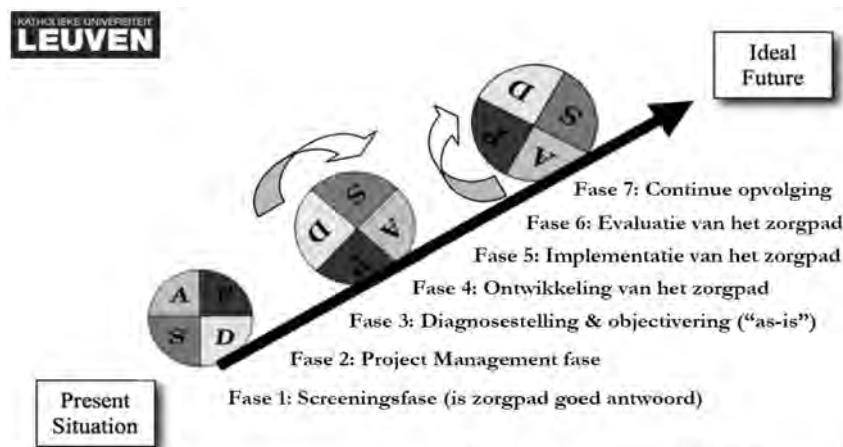 KATHOLIEKE UNIVERSITEIT
LEUVEN
Ideal
Future
D
S
P
A
S
D
A
P
A
P
S
D
Fase 7: Continue opvolging
Fase 6: Evaluatie van het zorgpad
Fase 5: Implementatie van het zorgpad
Fase 4: Ontwikkeling van het zorgpad
Fase 3: Diagnosestelling & objectivering (“as-is”)
Fase 2: Project Management fase
Fase 1: Screeningsfase (is zorgpad goed antwoord)
Present
Situation